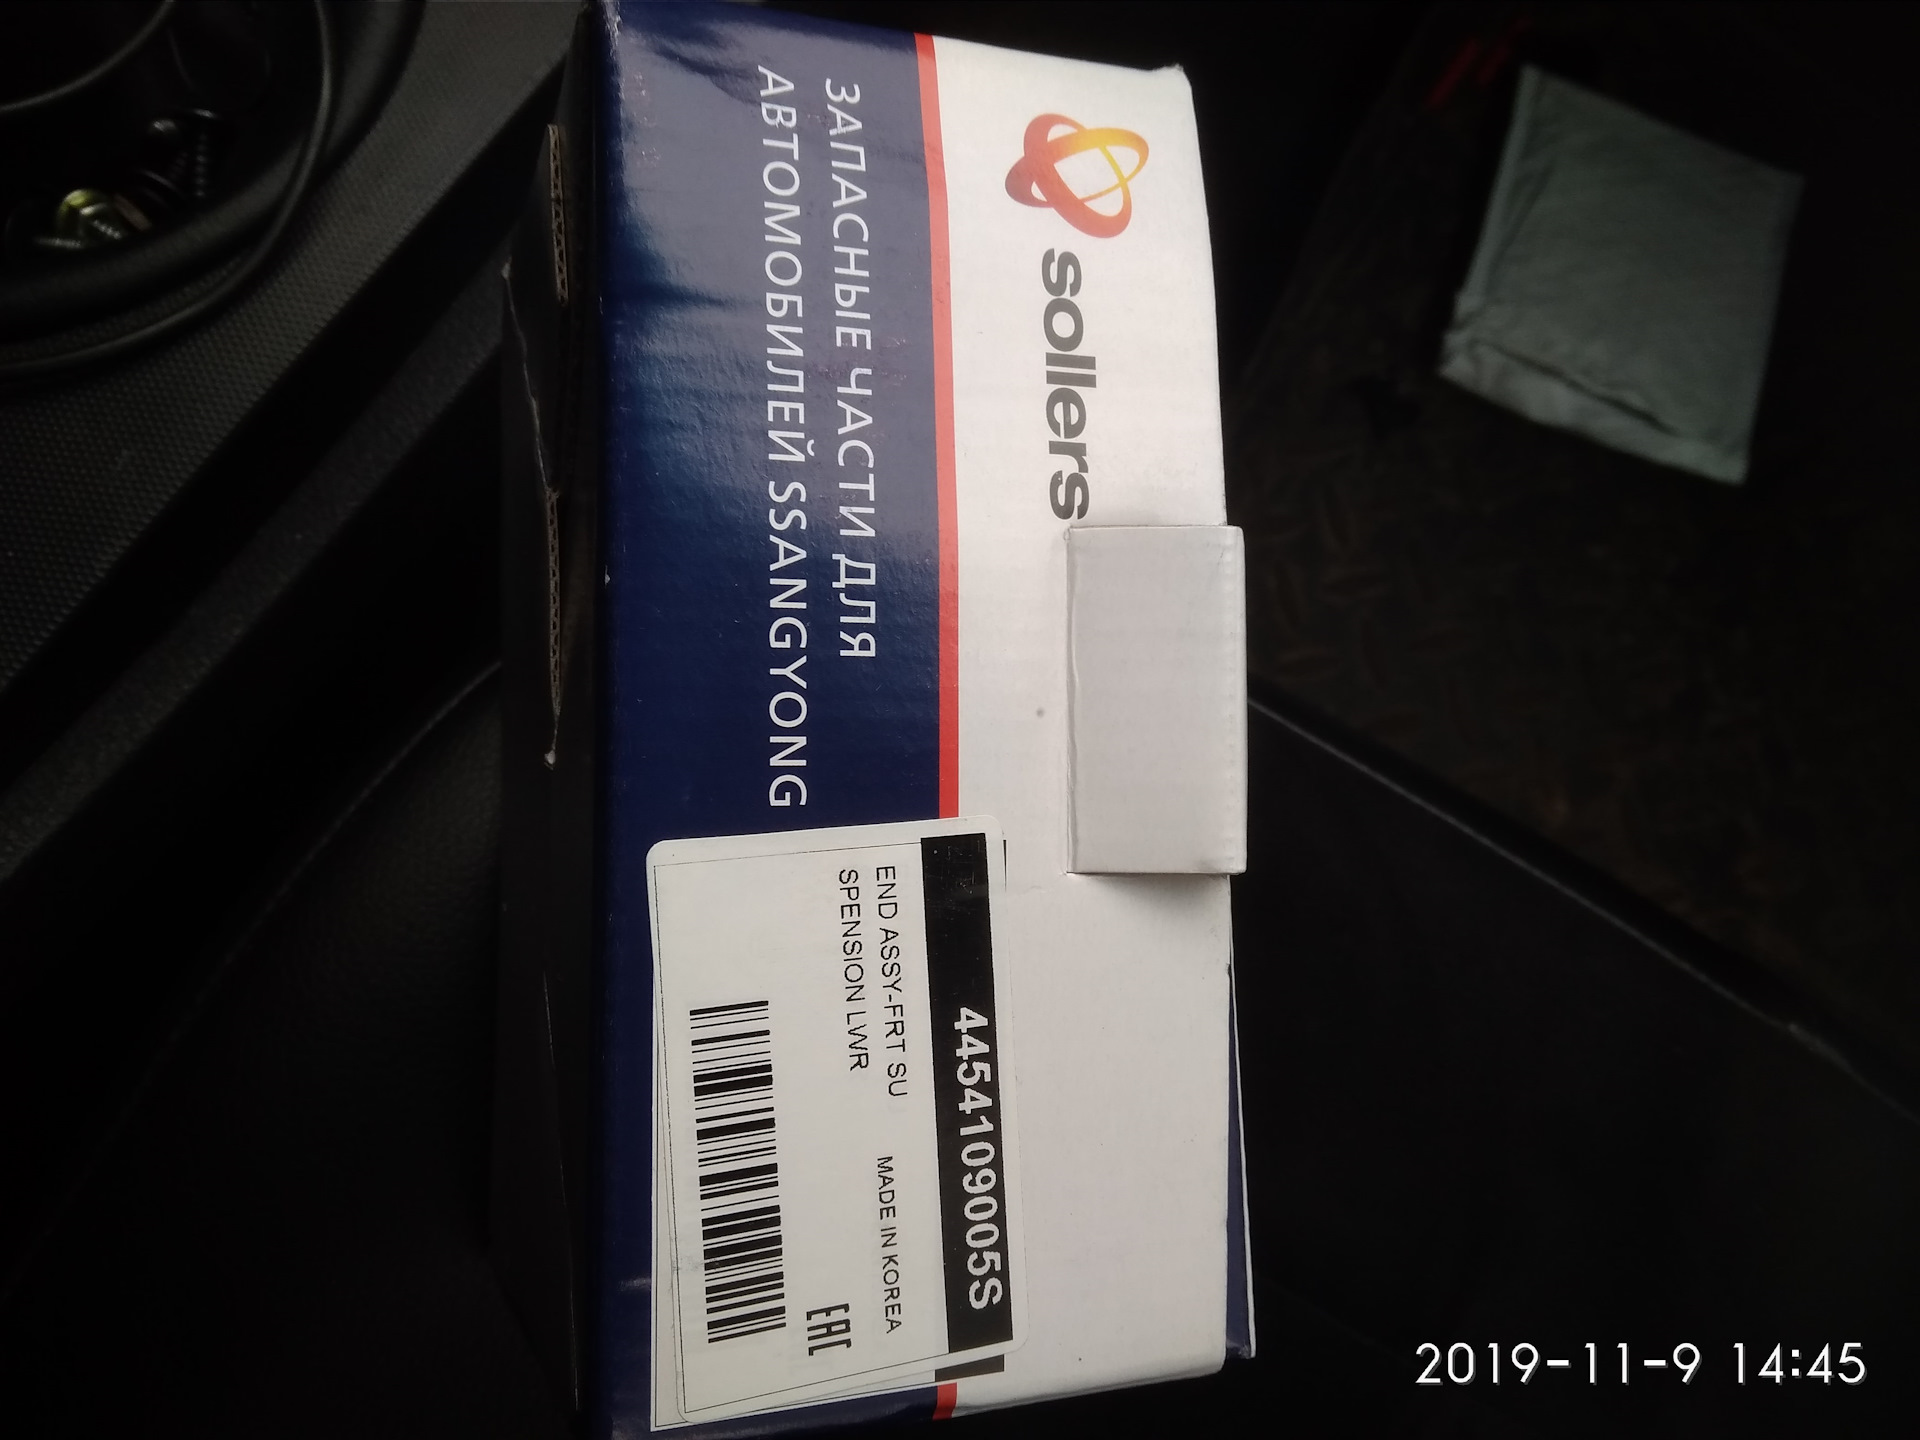 sollers
ЗАПАСНЫЕ ЧАСТИ ДЛЯ
АВТОМОБИЛЕЙ SSANGYONG
4454109005S
END ASSY-FRT SU
SPENSION LWR
MADE IN KOREA
EAC
2019-11-9 14:45